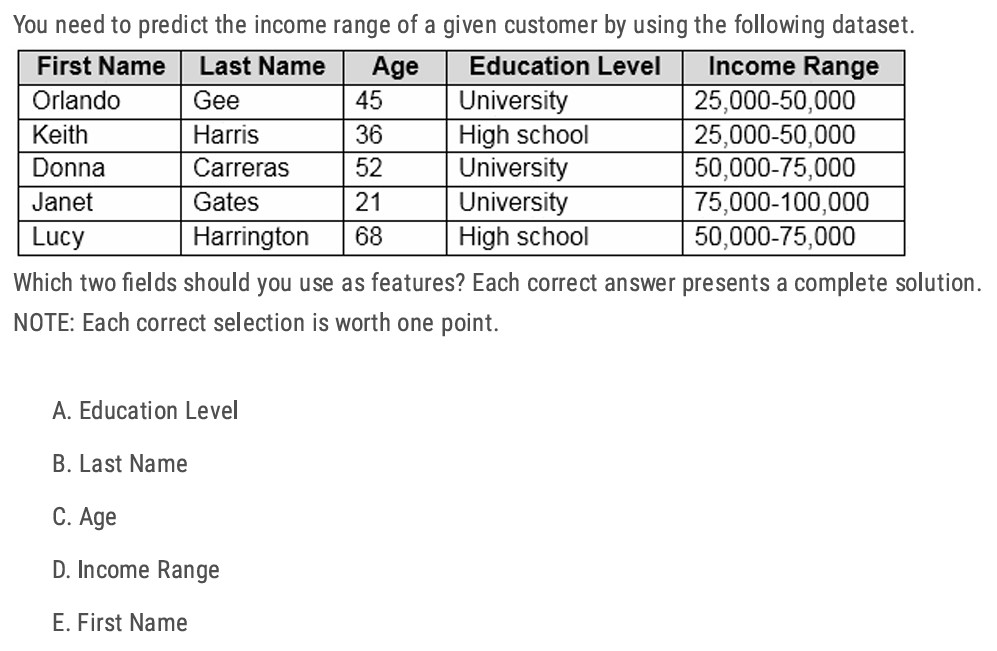 You need to predict the income range of a given customer by using the following dataset.
First Name Last Name Age Education Level Income Range
Orlando Gee 45 University 25,000-50,000
Keith Harris 36 High school 25,000-50,000
Donna Carreras 52 University 50,000-75,000
Janet Gates 21 University 75,000-100,000
Lucy Harrington 68 High school 50,000-75,000
Which two fields should you use as features? Each correct answer presents a complete solution.
NOTE: Each correct selection is worth one point.
A. Education Level
B. Last Name
C. Age
D. Income Range
E. First Name